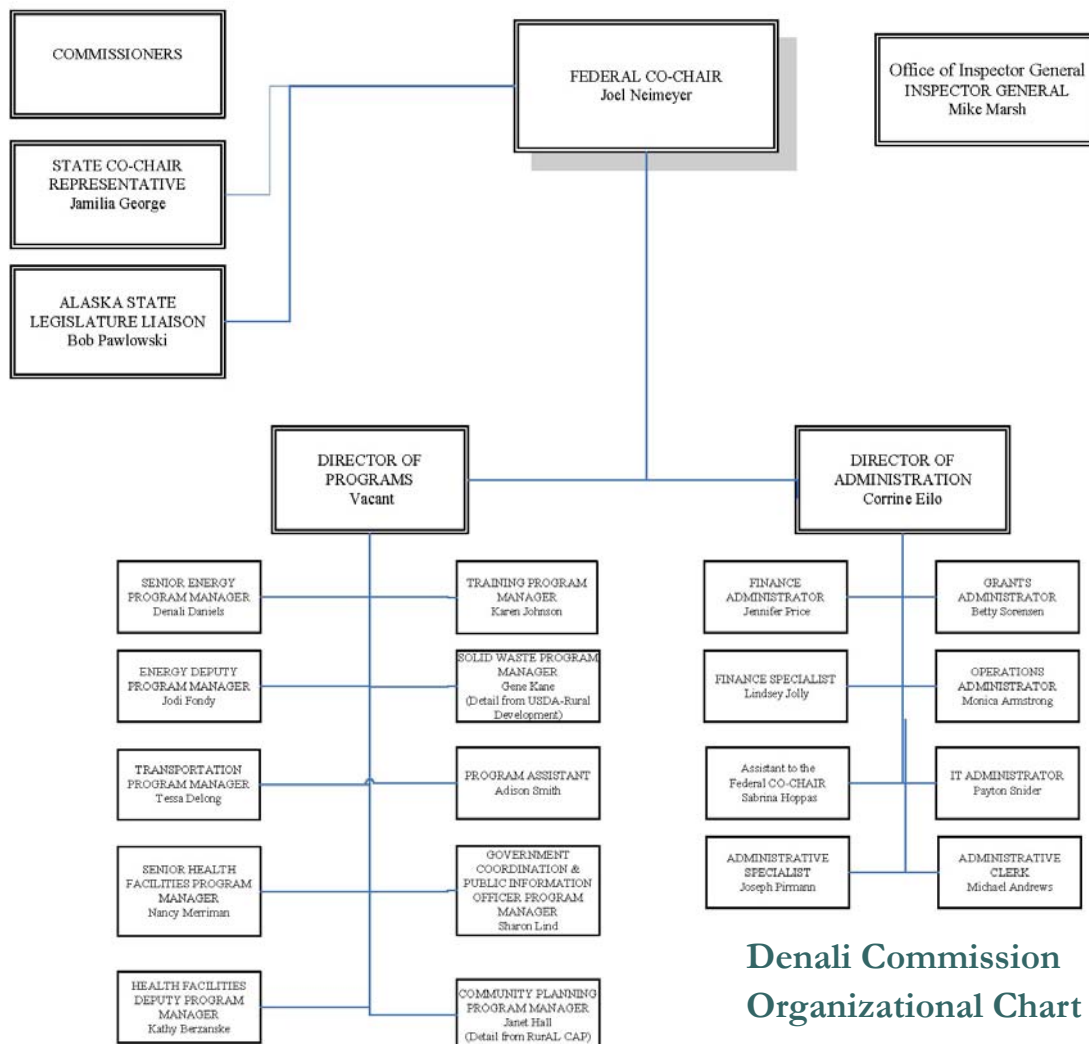 COMMISSIONERS
FEDERAL CO-CHAIR
Joel Neimeyer
Office of Inspector General
INSPECTOR GENERAL
Mike Marsh
STATE CO-CHAIR
REPRESENTATIVE
Jamilia George
ALASKA STATE
LEGISLATURE LIAISON
Bob Pawlowski
DIRECTOR OF
PROGRAMS
Vacant
DIRECTOR OF
ADMINISTRATION
Corrine Eilo
SENIOR ENERGY
PROGRAM MANAGER
Denali Daniels
TRAINING PROGRAM
MANAGER
Karen Johnson
FINANCE
ADMINISTRATOR
Jennifer Price
GRANTS
ADMINISTRATOR
Betty Sorensen
ENERGY DEPUTY
PROGRAM MANAGER
Jodi Fondy
SOLID WASTE PROGRAM
MANAGER
Gene Kane
(Detail from USDA-Rural
Development)
FINANCE SPECIALIST
Lindsey Jolly
OPERATIONS
ADMINISTRATOR
Monica Armstrong
TRANSPORTATION
PROGRAM MANAGER
Tessa Delong
PROGRAM ASSISTANT
Adison Smith
Assistant to the
Federal CO-CHAIR
Sabrina Hoppas
IT ADMINISTRATOR
Payton Snider
SENIOR HEALTH
FACILITIES PROGRAM
MANAGER
Nancy Merriman
GOVERNMENT
COORDINATION &
PUBLIC INFORMATION
OFFICER PROGRAM
MANAGER
Sharon Lind
ADMINISTRATIVE
SPECIALIST
Joseph Pirmann
ADMINISTRATIVE
CLERK
Michael Andrews
HEALTH FACILITIES
DEPUTY PROGRAM
MANAGER
Kathy Berzanske
COMMUNITY PLANNING
PROGRAM MANAGER
Janet Hall
(Detail from RurAL CAP)
Denali Commission
Organizational Chart